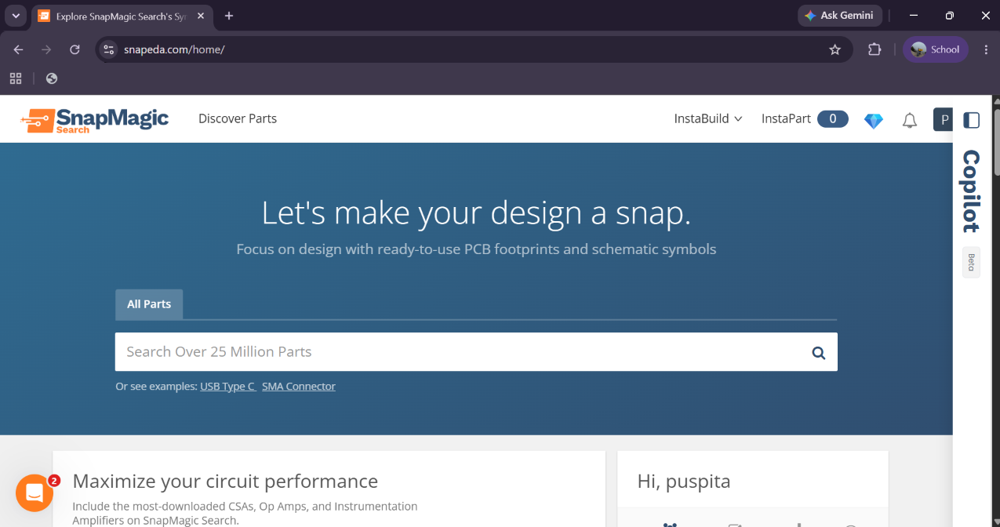 Explore SnapMagic Search's Sy
Ask Gemini
snapeda.com/home/
School
SnapMagic
Search
Discover Parts
InstaBuild
InstaPart 0
P
Copilot
Beta
Let's make your design a snap.
Focus on design with ready-to-use PCB footprints and schematic symbols
All Parts
Search Over 25 Million Parts
Or see examples: USB Type C SMA Connector
Maximize your circuit performance
Include the most-downloaded CSAs, Op Amps, and Instrumentation
Amplifiers on SnapMagic Search.
Hi, puspita
2